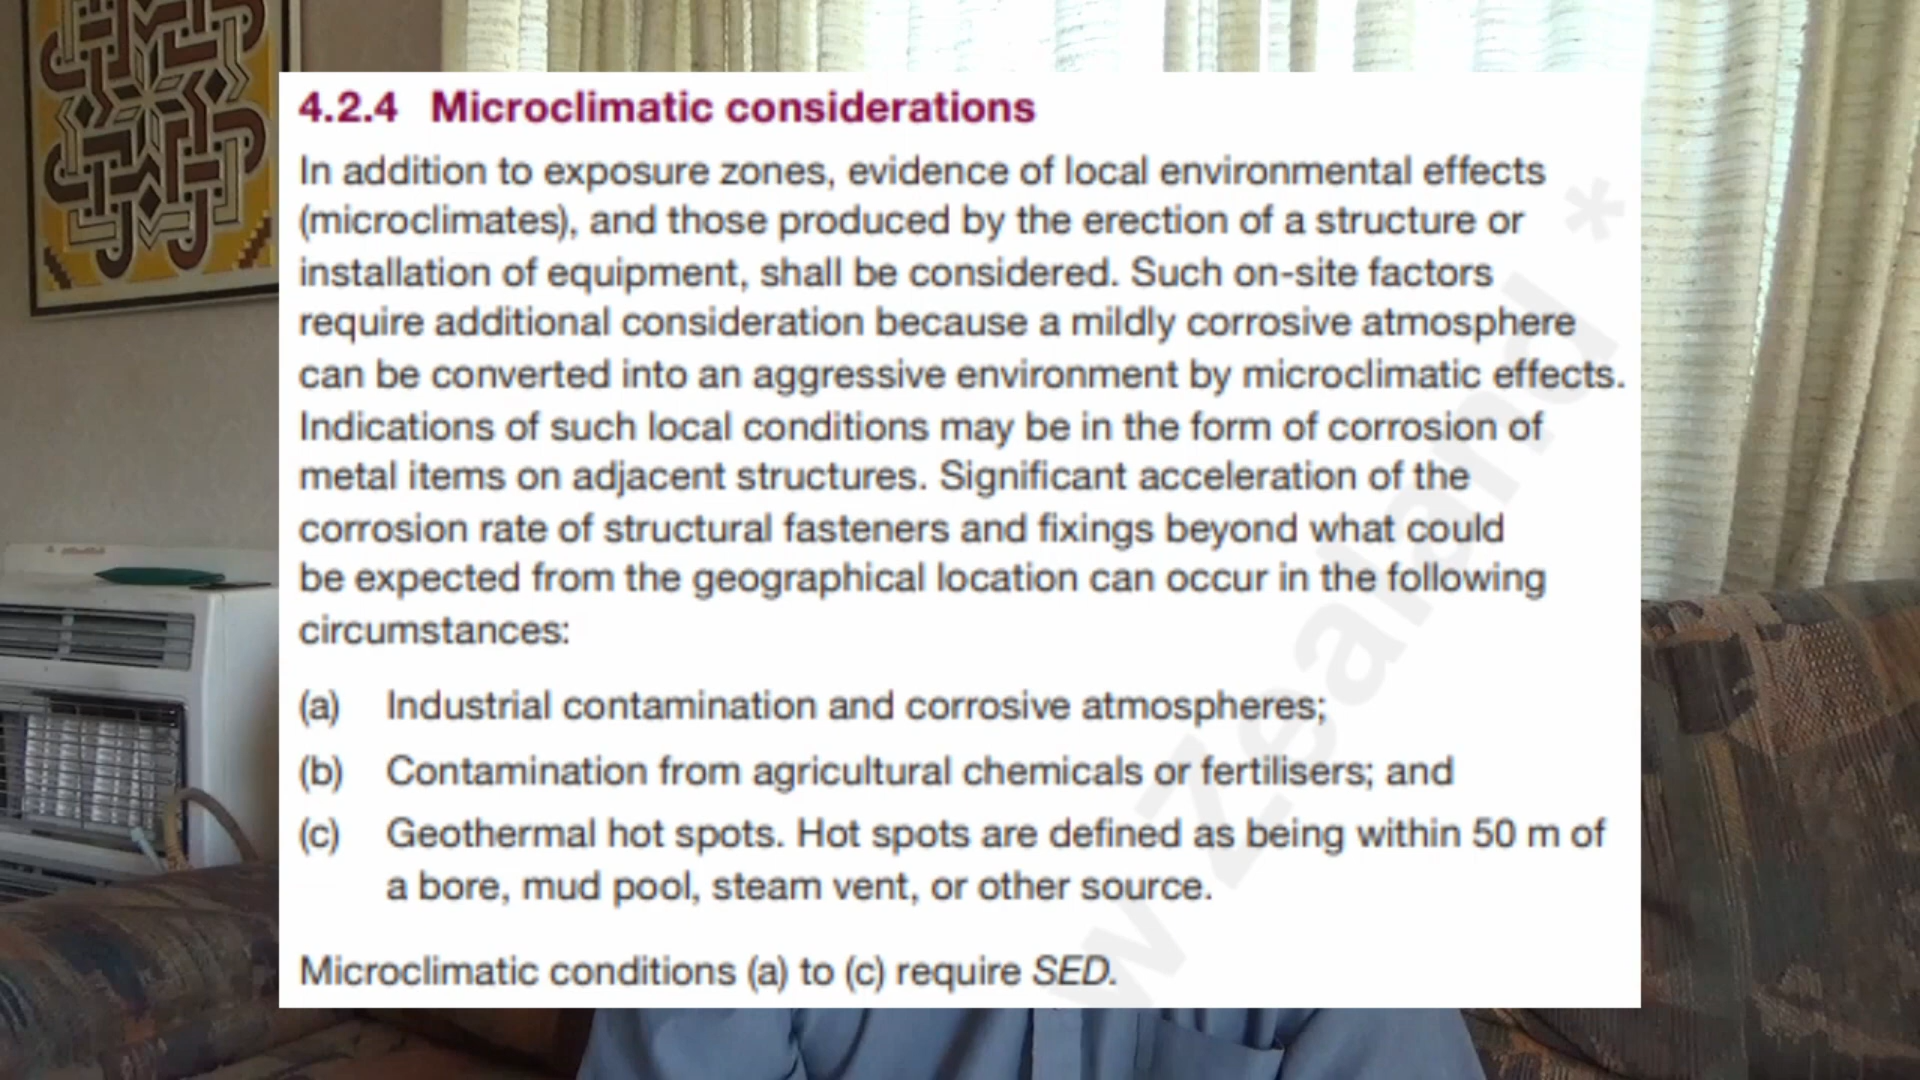 4.2.4 Microclimatic considerations
In addition to exposure zones, evidence of local environmental effects
(microclimates), and those produced by the erection of a structure or
installation of equipment, shall be considered. Such on-site factors
require additional consideration because a mildly corrosive atmosphere
can be converted into an aggressive environment by microclimatic effects.
Indications of such local conditions may be in the form of corrosion of
metal items on adjacent structures. Significant acceleration of the
corrosion rate of structural fasteners and fixings beyond what could
be expected from the geographical location can occur in the following
circumstances:
(a) Industrial contamination and corrosive atmospheres;
(b) Contamination from agricultural chemicals or fertilisers; and
(c) Geothermal hot spots. Hot spots are defined as being within 50 m of
a bore, mud pool, steam vent, or other source.
Microclimatic conditions (a) to (c) require SED.
w Zealand *